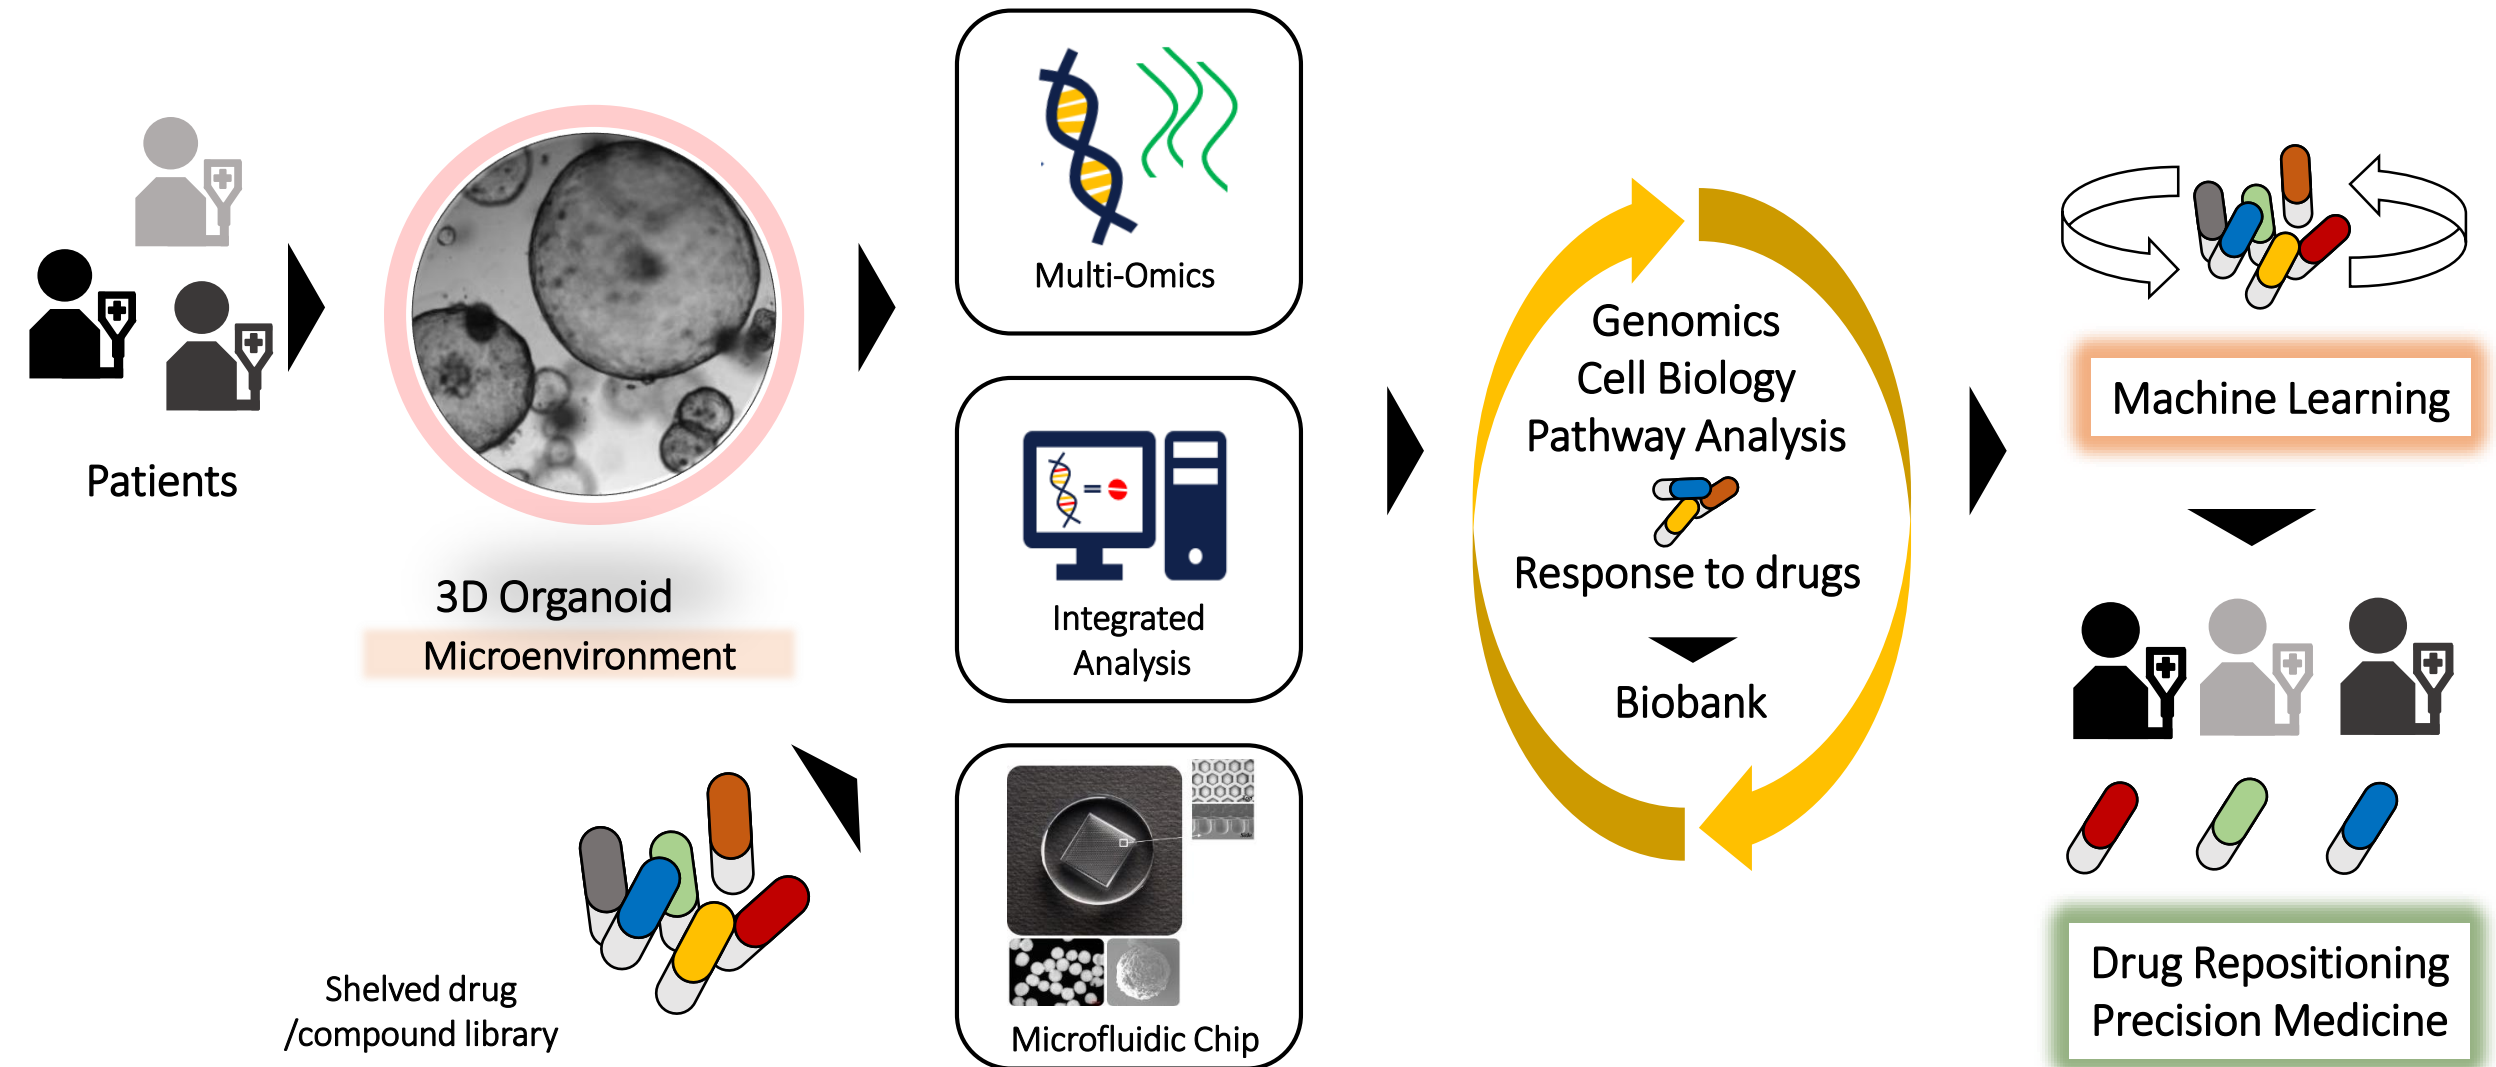 Patients
3D Organoid
Microenvironment
Shelved drug
/compound library
Multi-Omics
Integrated
Analysis
Microfluidic Chip
Genomics
Cell Biology
Pathway Analysis
Response to drugs
Biobank
Machine Learning
Drug Repositioning
Precision Medicine